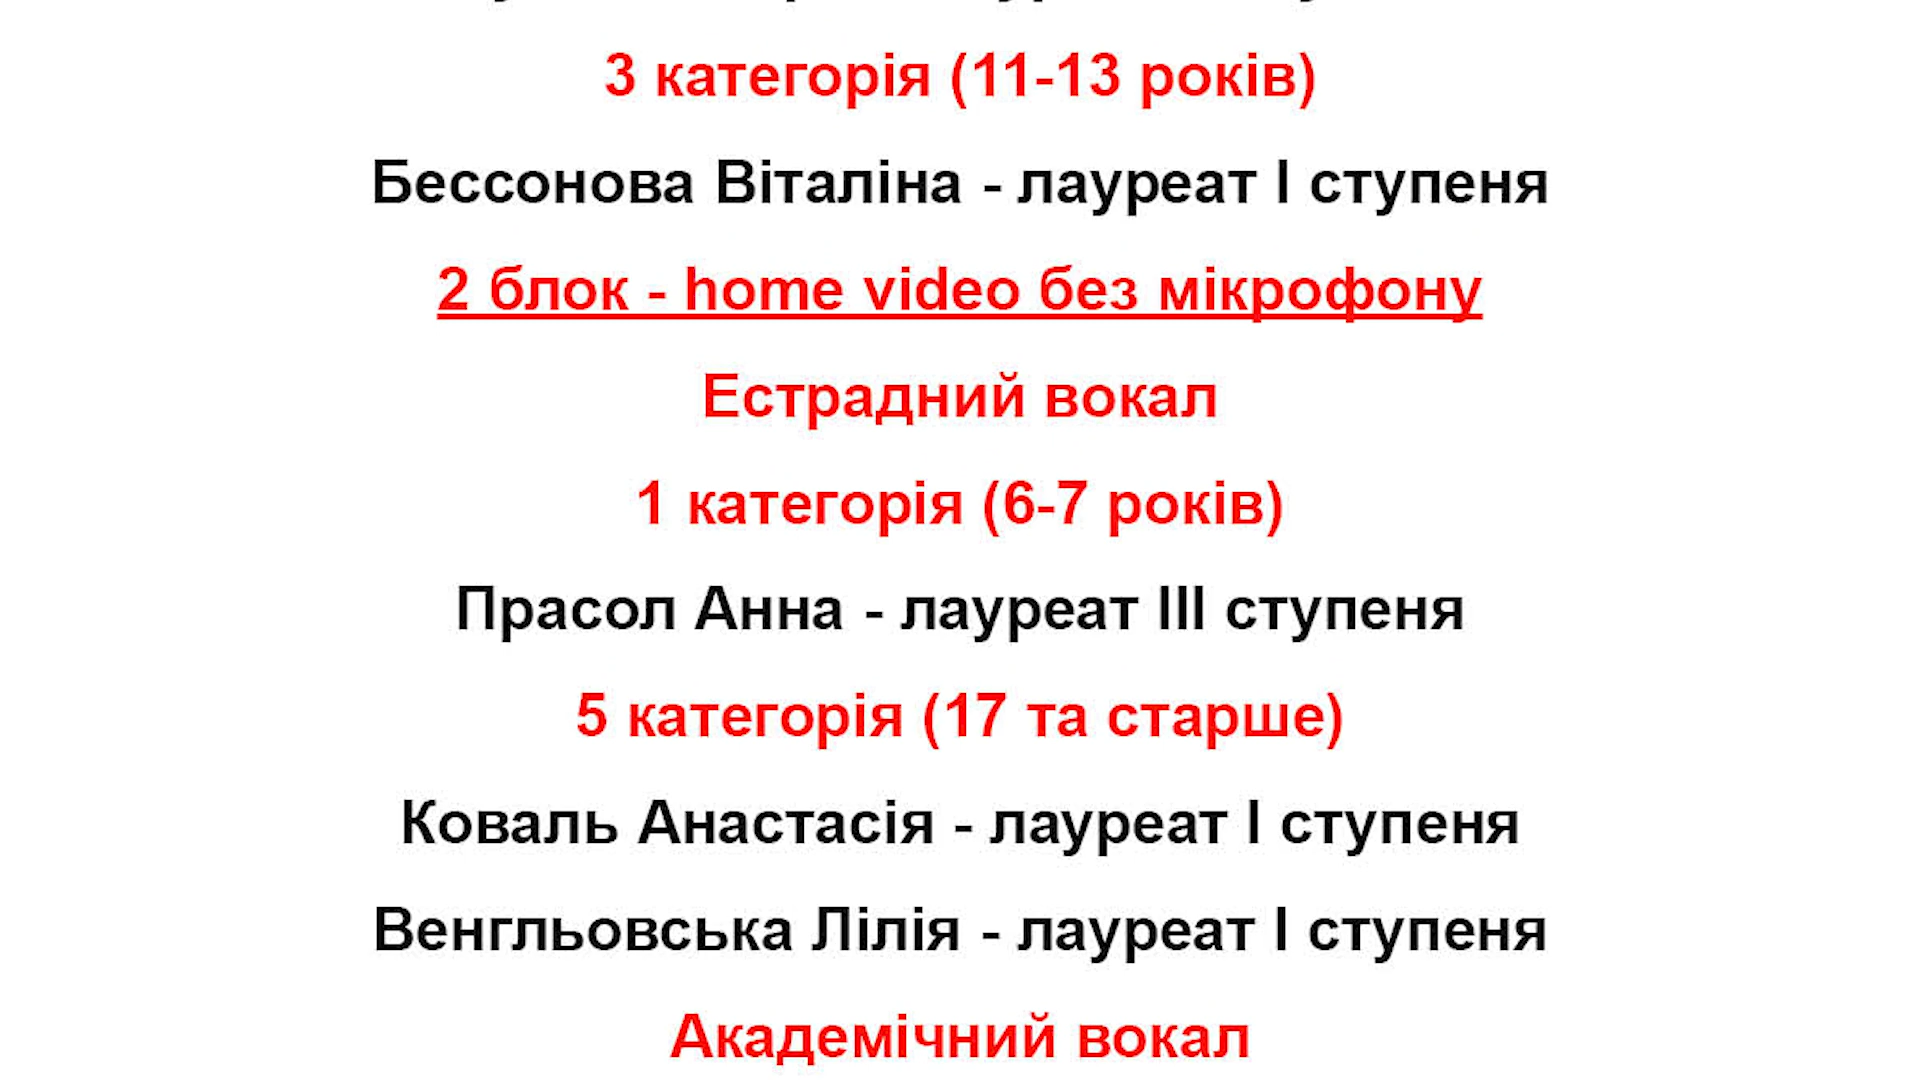 3 категорія (11-13 років)
Бессонова Віталіна - лауреат І ступеня
2 блок - home video без мікрофону
Естрадний вокал
1 категорія (6-7 років)
Прасол Анна - лауреат ІІІ ступеня
5 категорія (17 та старше)
Коваль Анастасія - лауреат І ступеня
Венгльовська Лілія - лауреат І ступеня
Академічний вокал